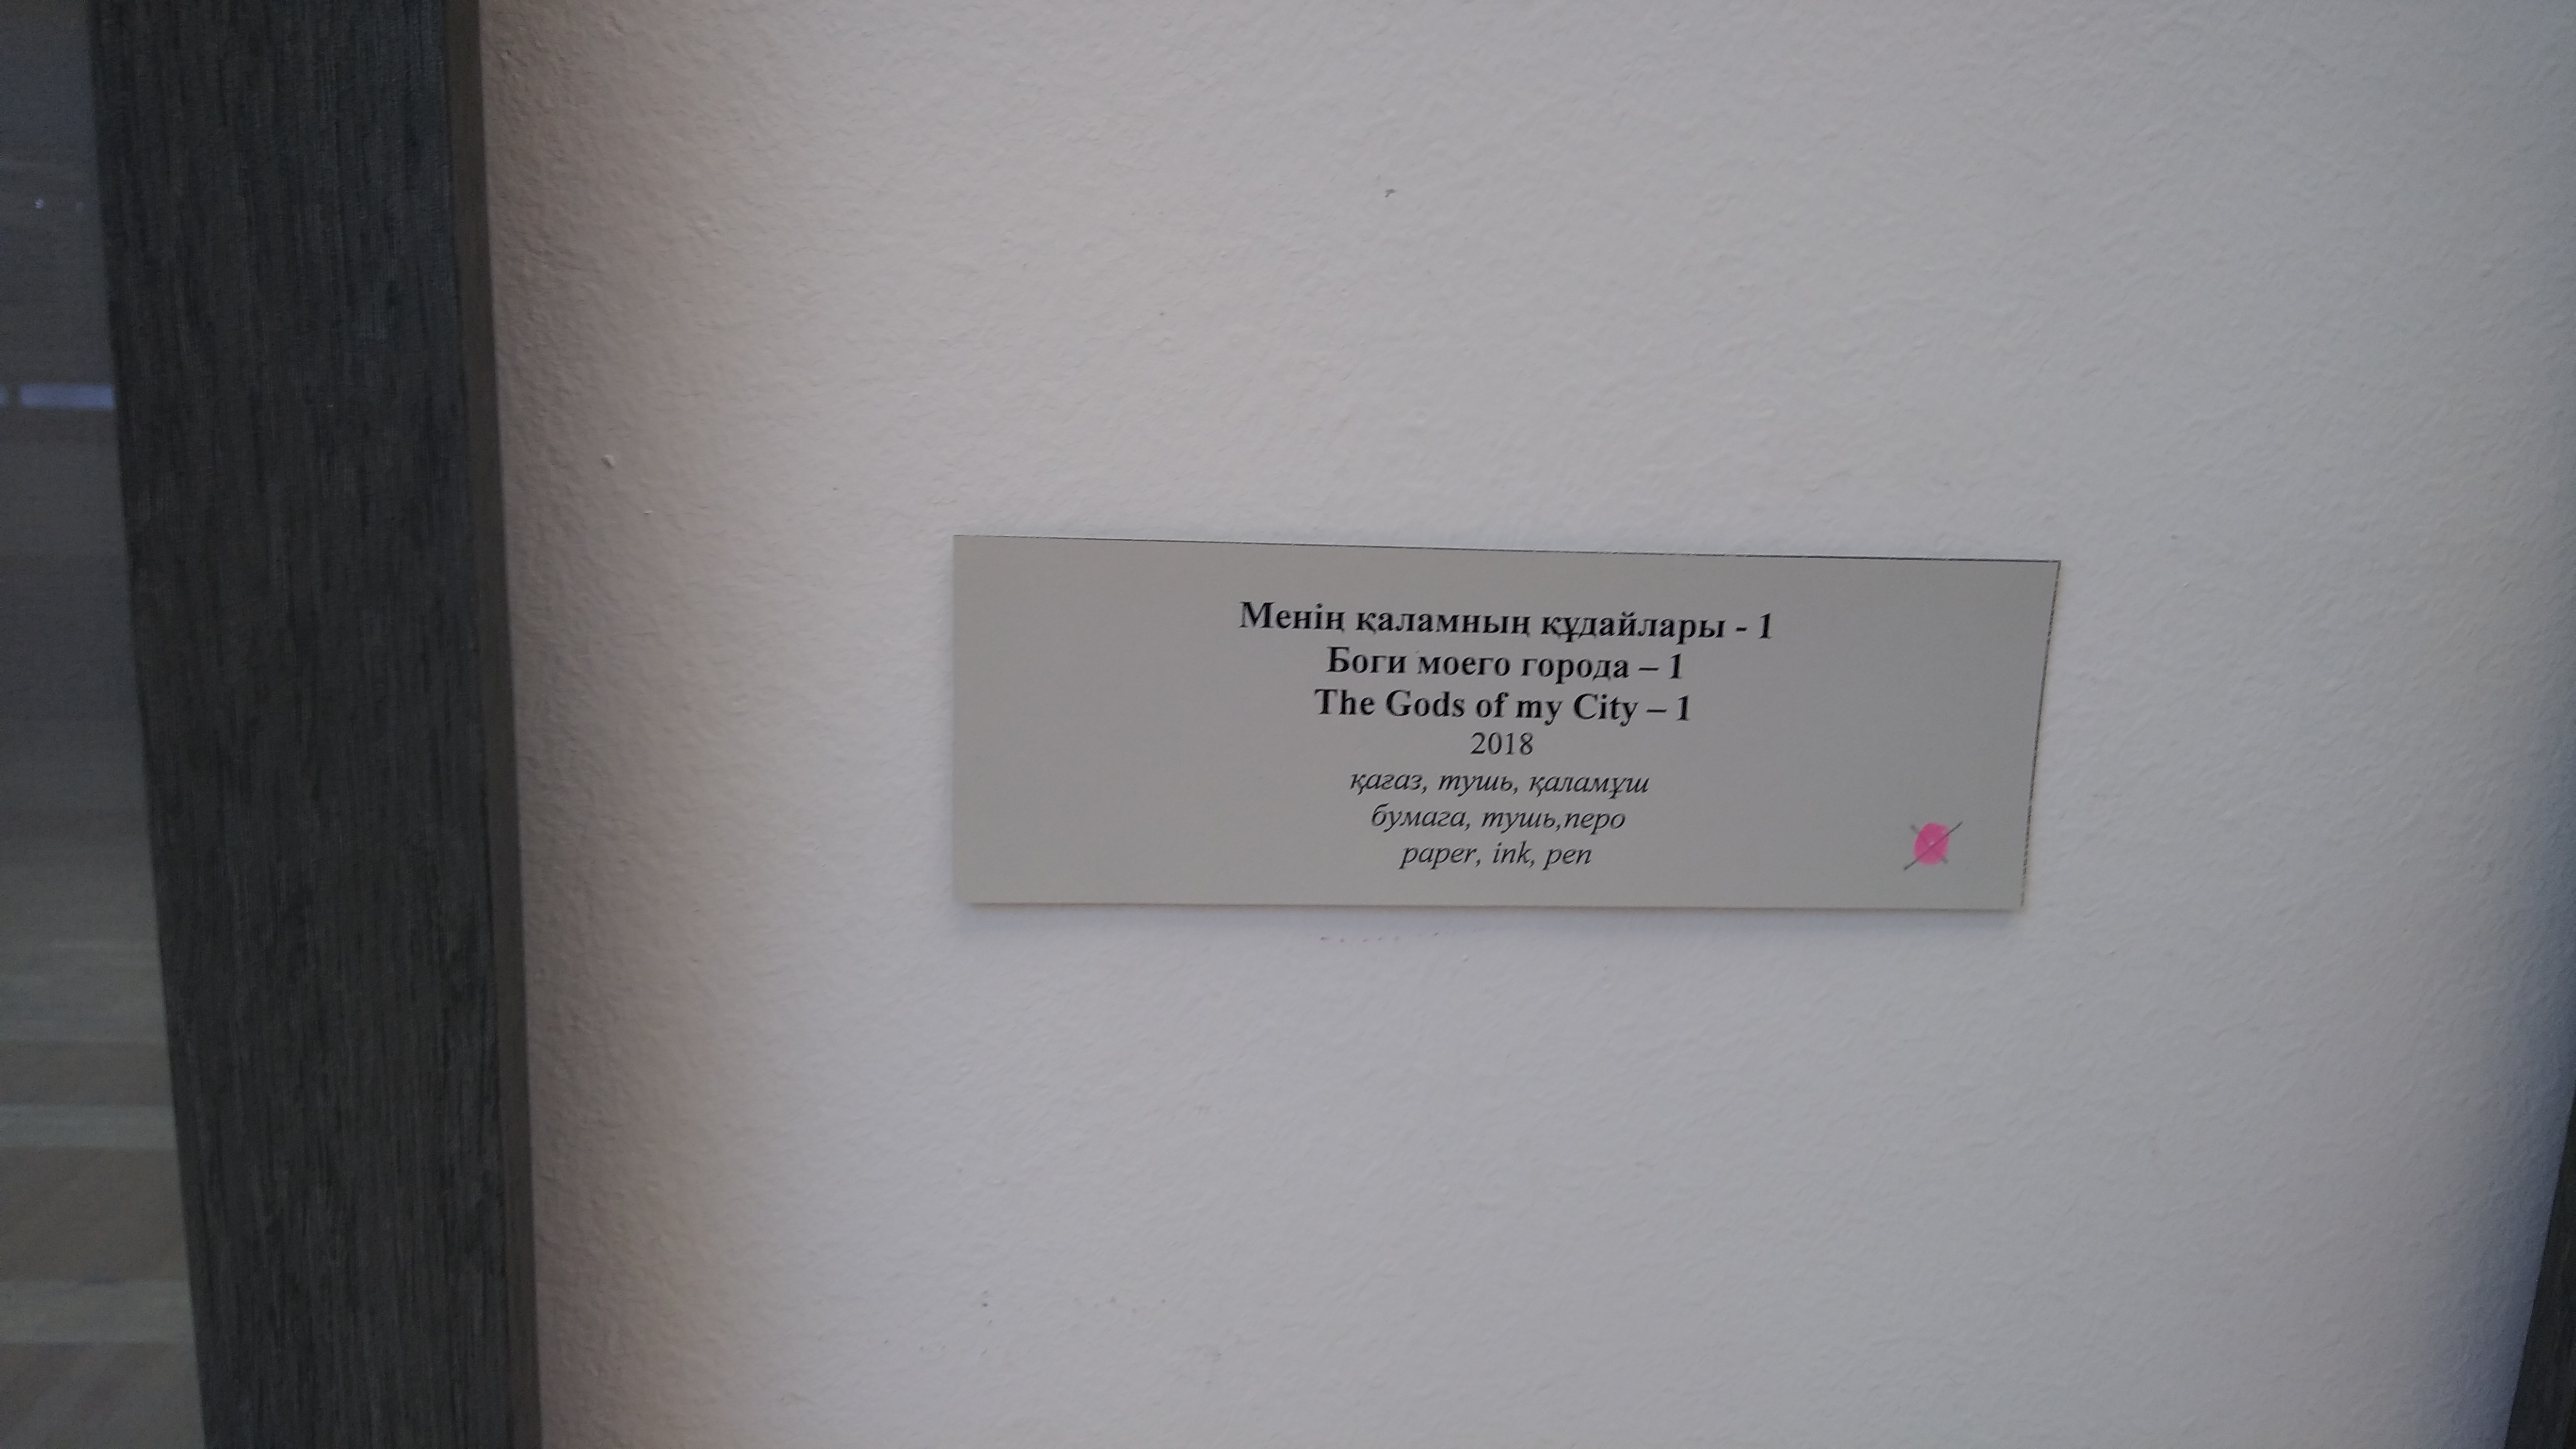 Менің қаламның құдайлары - 1
Боги моего города – 1
The Gods of my City – 1
2018
қағаз, тушь, қаламұш
бумага, тушь,перо
paper, ink, pen